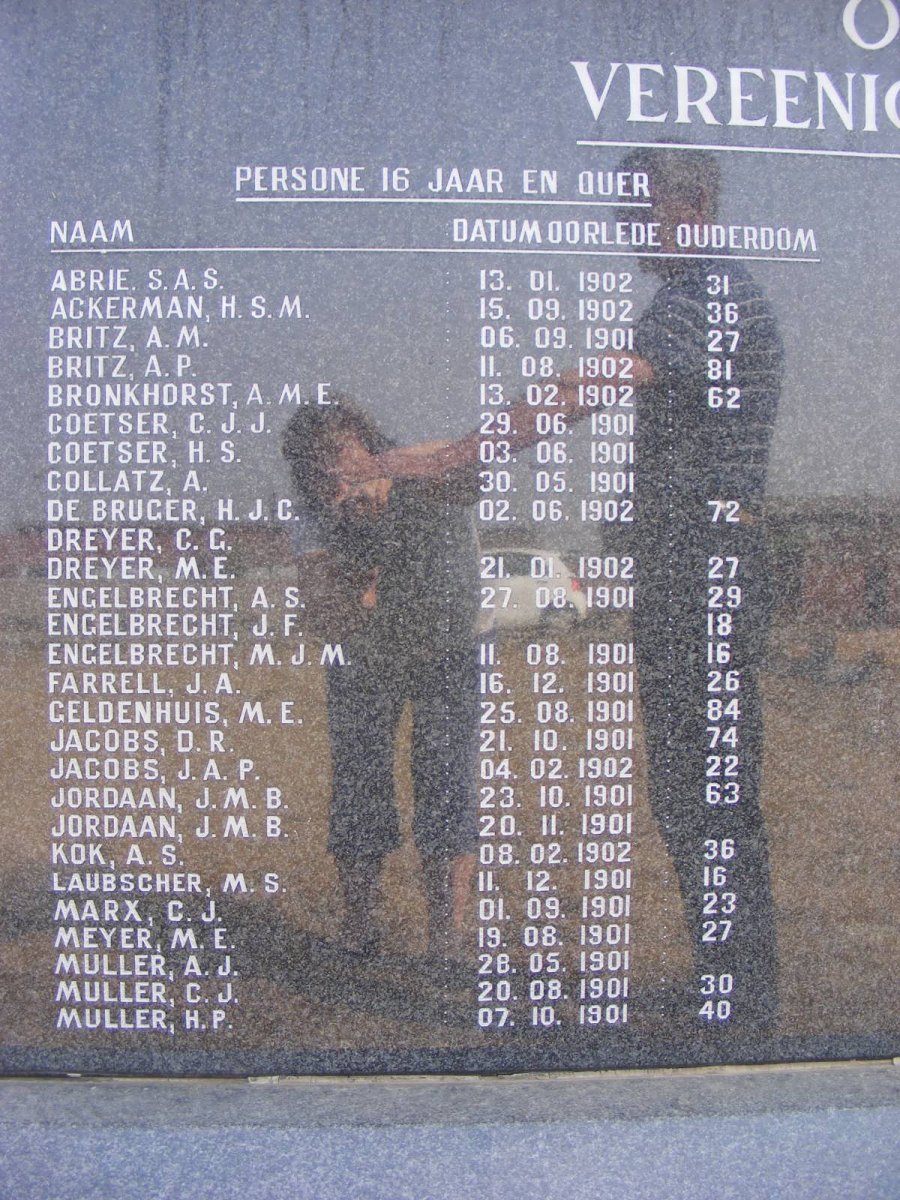 VEREENI
PERSONE 16 JAAR EN OUER
NAAM DATUM OORLEDE OUDERDOM
ABRIE. S.A.S. 13. 01. 1902 31
ACKERMAN, H.S.M. 15. 09. 1902 36
BRITZ, A.M. 06. 09. 1901 27
BRITZ, A.P. 11. 08. 1902 81
BRONKHORST, A.M.E. 13. 02. 1902 62
COETSER, C.J.J. 29. 06. 1901
COETSER, H.S. 03. 06. 1901
COLLATZ, A. 30. 05. 1901
DE BRUGER, H.J.C. 02. 06. 1902 72
DREYER, C.G.
DREYER, M.E. 21. 01. 1902 27
ENGELBRECHT, A.S. 27. 08. 1901 29
ENGELBRECHT, J.F. 18
ENGELBRECHT, M.J.M. 11. 08. 1901 16
FARRELL, J.A. 16. 12. 1901 26
GELDENHUIS, M.E. 25. 08. 1901 84
JACOBS, D.R. 21. 10. 1901 74
JACOBS, J.A.P. 04. 02. 1902 22
JORDAAN, J.M.B. 23. 10. 1901 63
JORDAAN, J.M.B. 20. 11. 1901
KOK, A.S. 08. 02. 1902 36
LAUBSCHER, M.S. 11. 12. 1901 16
MARX, C.J. 01. 09. 1901 23
MEYER, M.E. 19. 08. 1901 27
MULLER, A.J. 28. 05. 1901
MULLER, C.J. 20. 08. 1901 30
MULLER, H.P. 07. 10. 1901 40